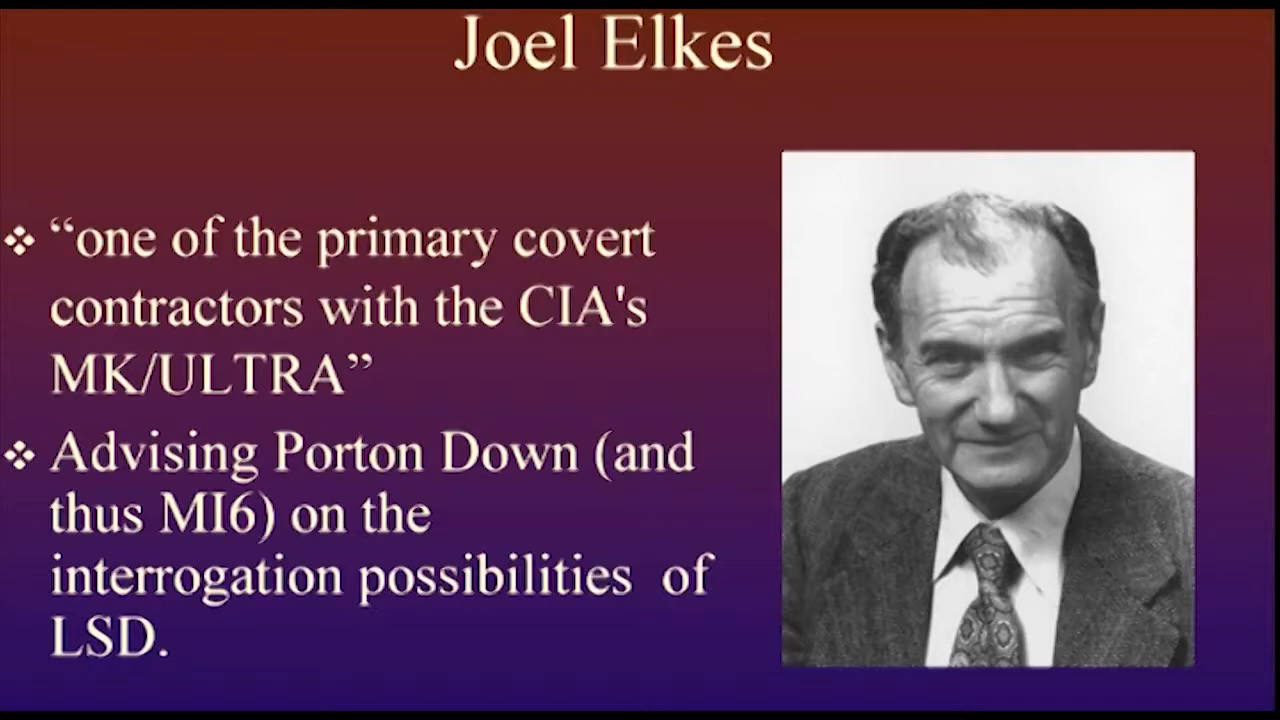 Joel Elkes
❖ “one of the primary covert
contractors with the CIA's
MK/ULTRA”
❖ Advising Porton Down (and
thus MI6) on the
interrogation possibilities  of
LSD.